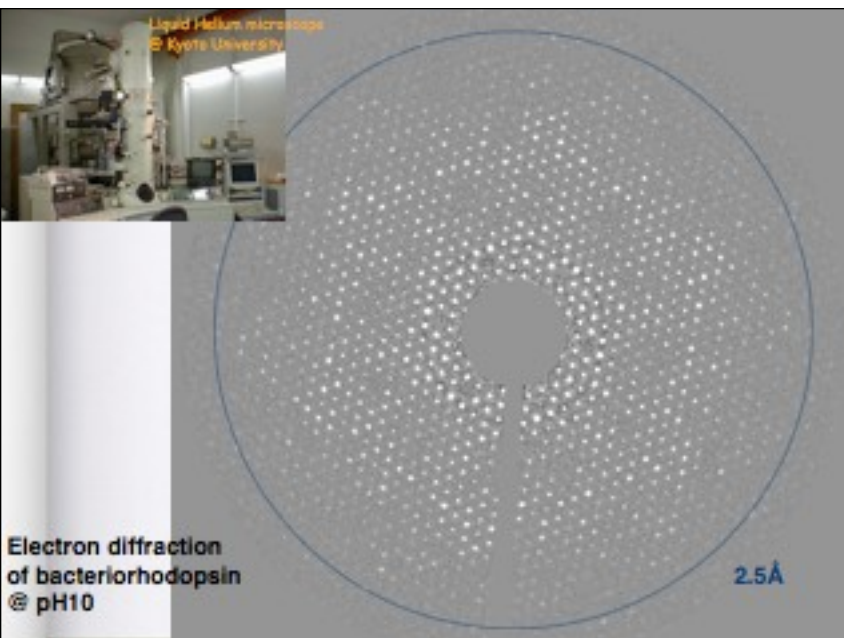 Liquid Helium microscope
@ Kyoto University
Electron diffraction
of bacteriorhodopsin
@ pH10
2.5Å